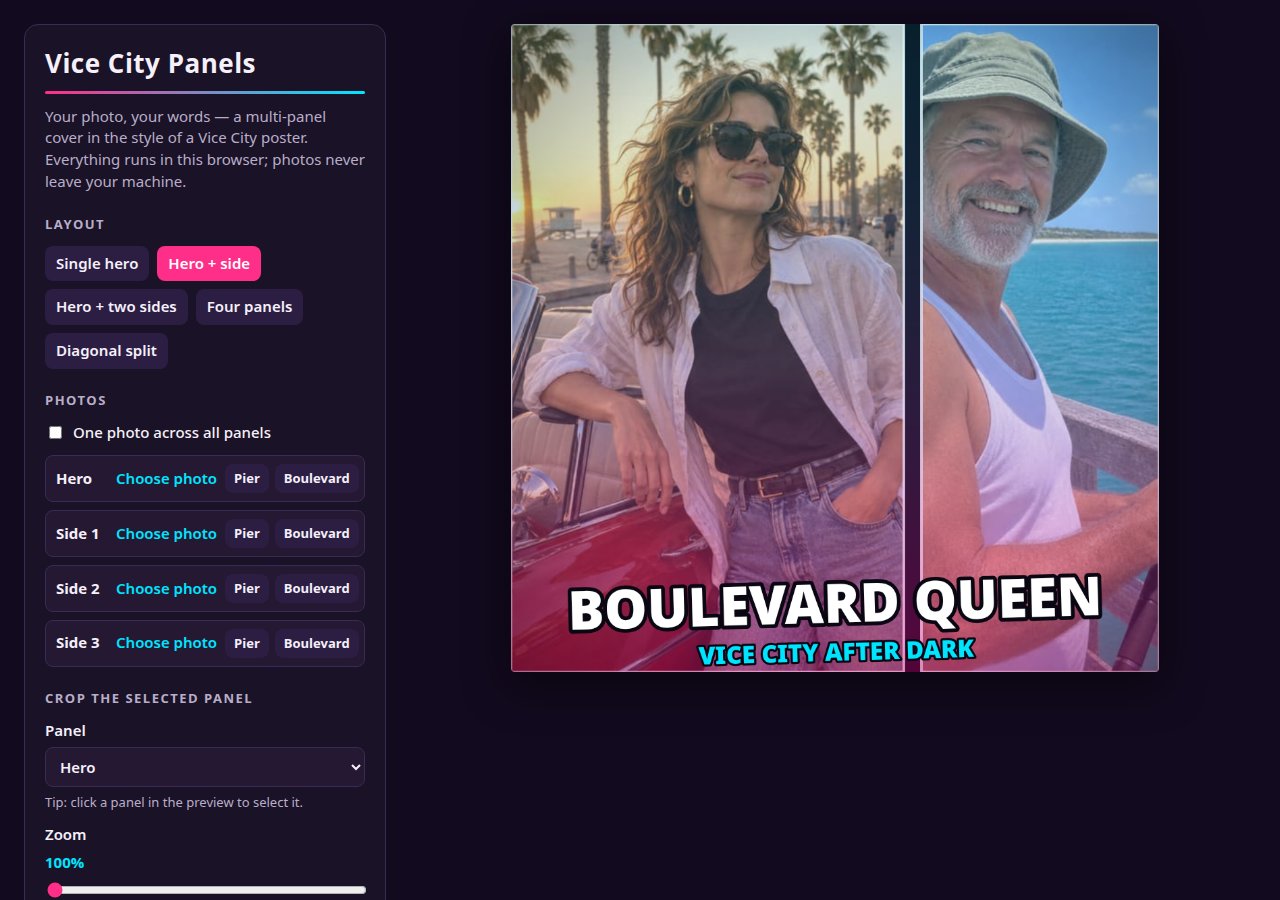 Vice City Panels
Your photo, your words — a multi-panel
cover in the style of a Vice City poster.
Everything runs in this browser; photos never
leave your machine.
LAYOUT
Single hero
Hero + side
Hero + two sides
Four panels
Diagonal split
PHOTOS
One photo across all panels
Hero Choose photo Pier Boulevard
Side 1 Choose photo Pier Boulevard
Side 2 Choose photo Pier Boulevard
Side 3 Choose photo Pier Boulevard
CROP THE SELECTED PANEL
Panel
Hero
Tip: click a panel in the preview to select it.
Zoom
100%
BOULEVARD QUEEN
VICE CITY AFTER DARK